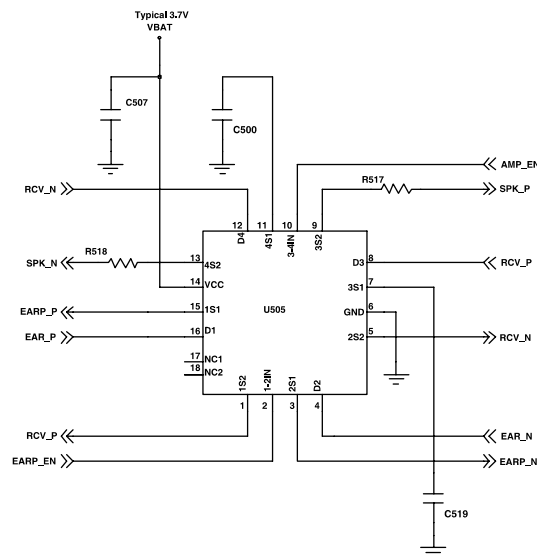 Typical 3.7V
VBAT
C507
C500
AMP_EN
R517
SPK_P
RCV_N
12
11
10
9
D4
4S1
3-4IN
3S2
R518
SPK_N
13
4S2
D3
8
RCV_P
14
VCC
3S1
7
EARP_P
15
1S1
U505
GND
6
EAR_P
16
D1
2S2
5
RCV_N
17
NC1
18
NC2
1S2
1-2IN
2S1
D2
1
2
3
4
RCV_P
EAR_N
EARP_EN
EARP_N
C519